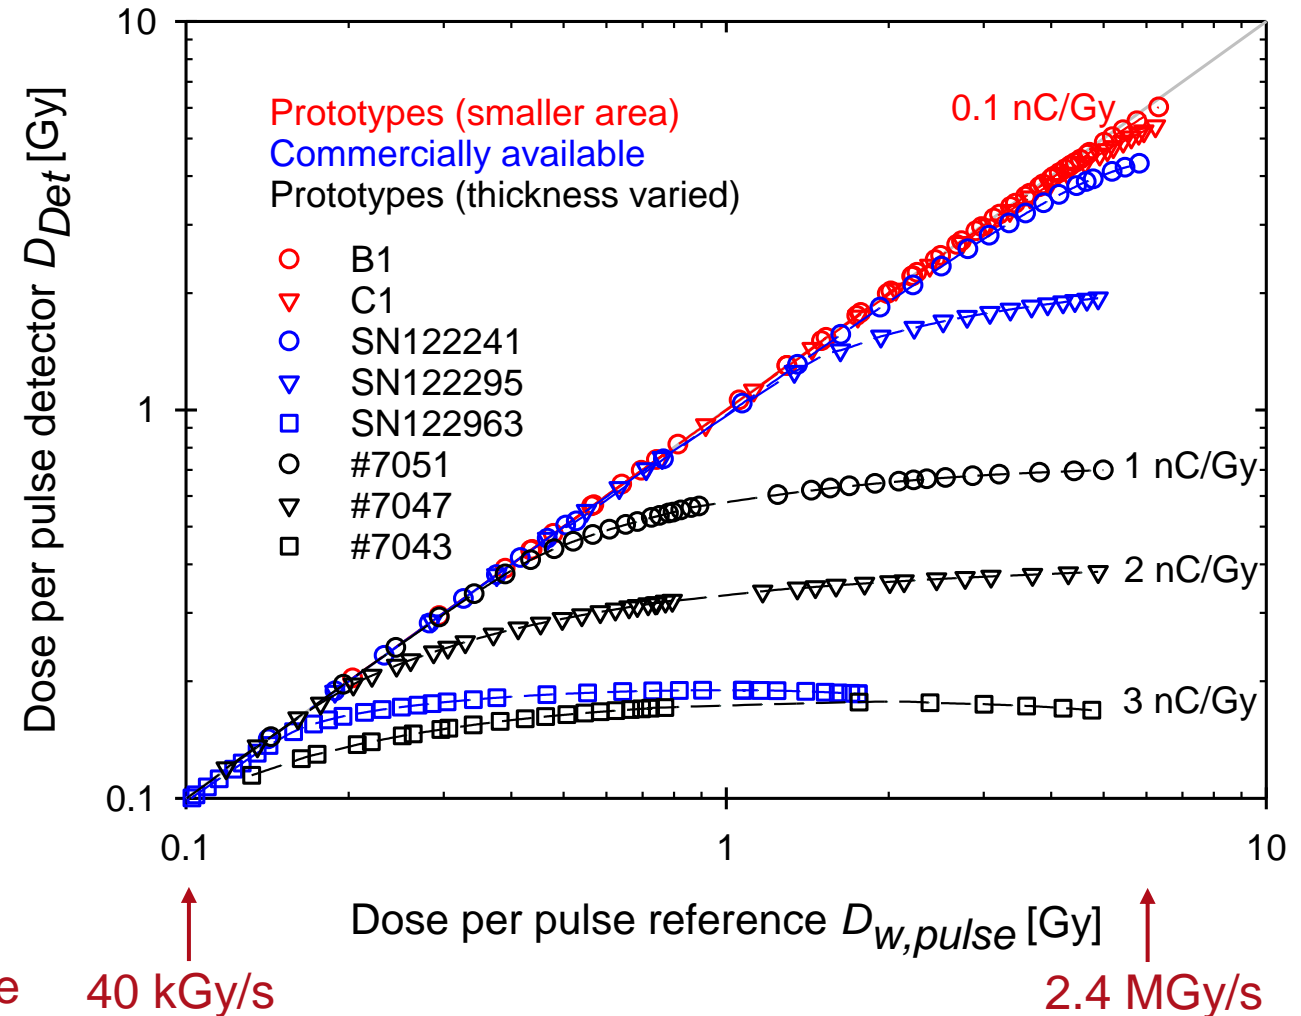 10
1
0.1
Dose per pulse detector D_Det [Gy]
Prototypes (smaller area)
Commercially available
Prototypes (thickness varied)
B1
C1
SN122241
SN122295
SN122963
#7051
#7047
#7043
0.1 nC/Gy
1 nC/Gy
2 nC/Gy
3 nC/Gy
0.1
1
10
Dose per pulse reference D_w,pulse [Gy]
e
40 kGy/s
2.4 MGy/s